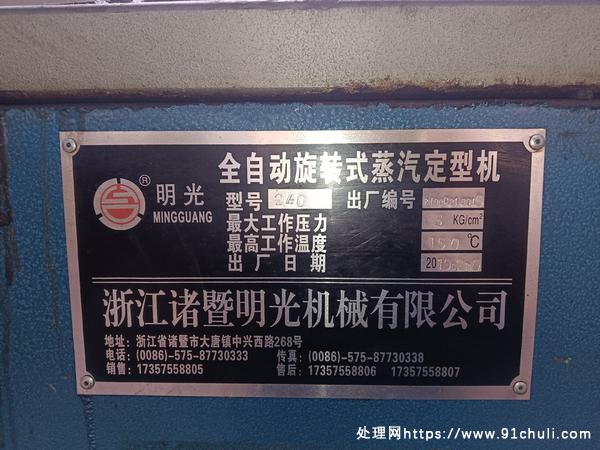 全自动旋转式蒸汽定型机
® 明光
MINGGUANG
型号 240 出厂编号
最大工作压力 3 KG/cm²
最高工作温度 150 ℃
出厂日期 20
浙江诸暨明光机械有限公司
地址: 浙江省诸暨市大唐镇中兴西路268号
电话: (0086)-575-87730333 传真: (0086)-575-87730338
销售: 17357558805 售后: 17357558806 17357558807
处理网https://www.91chuli.com/